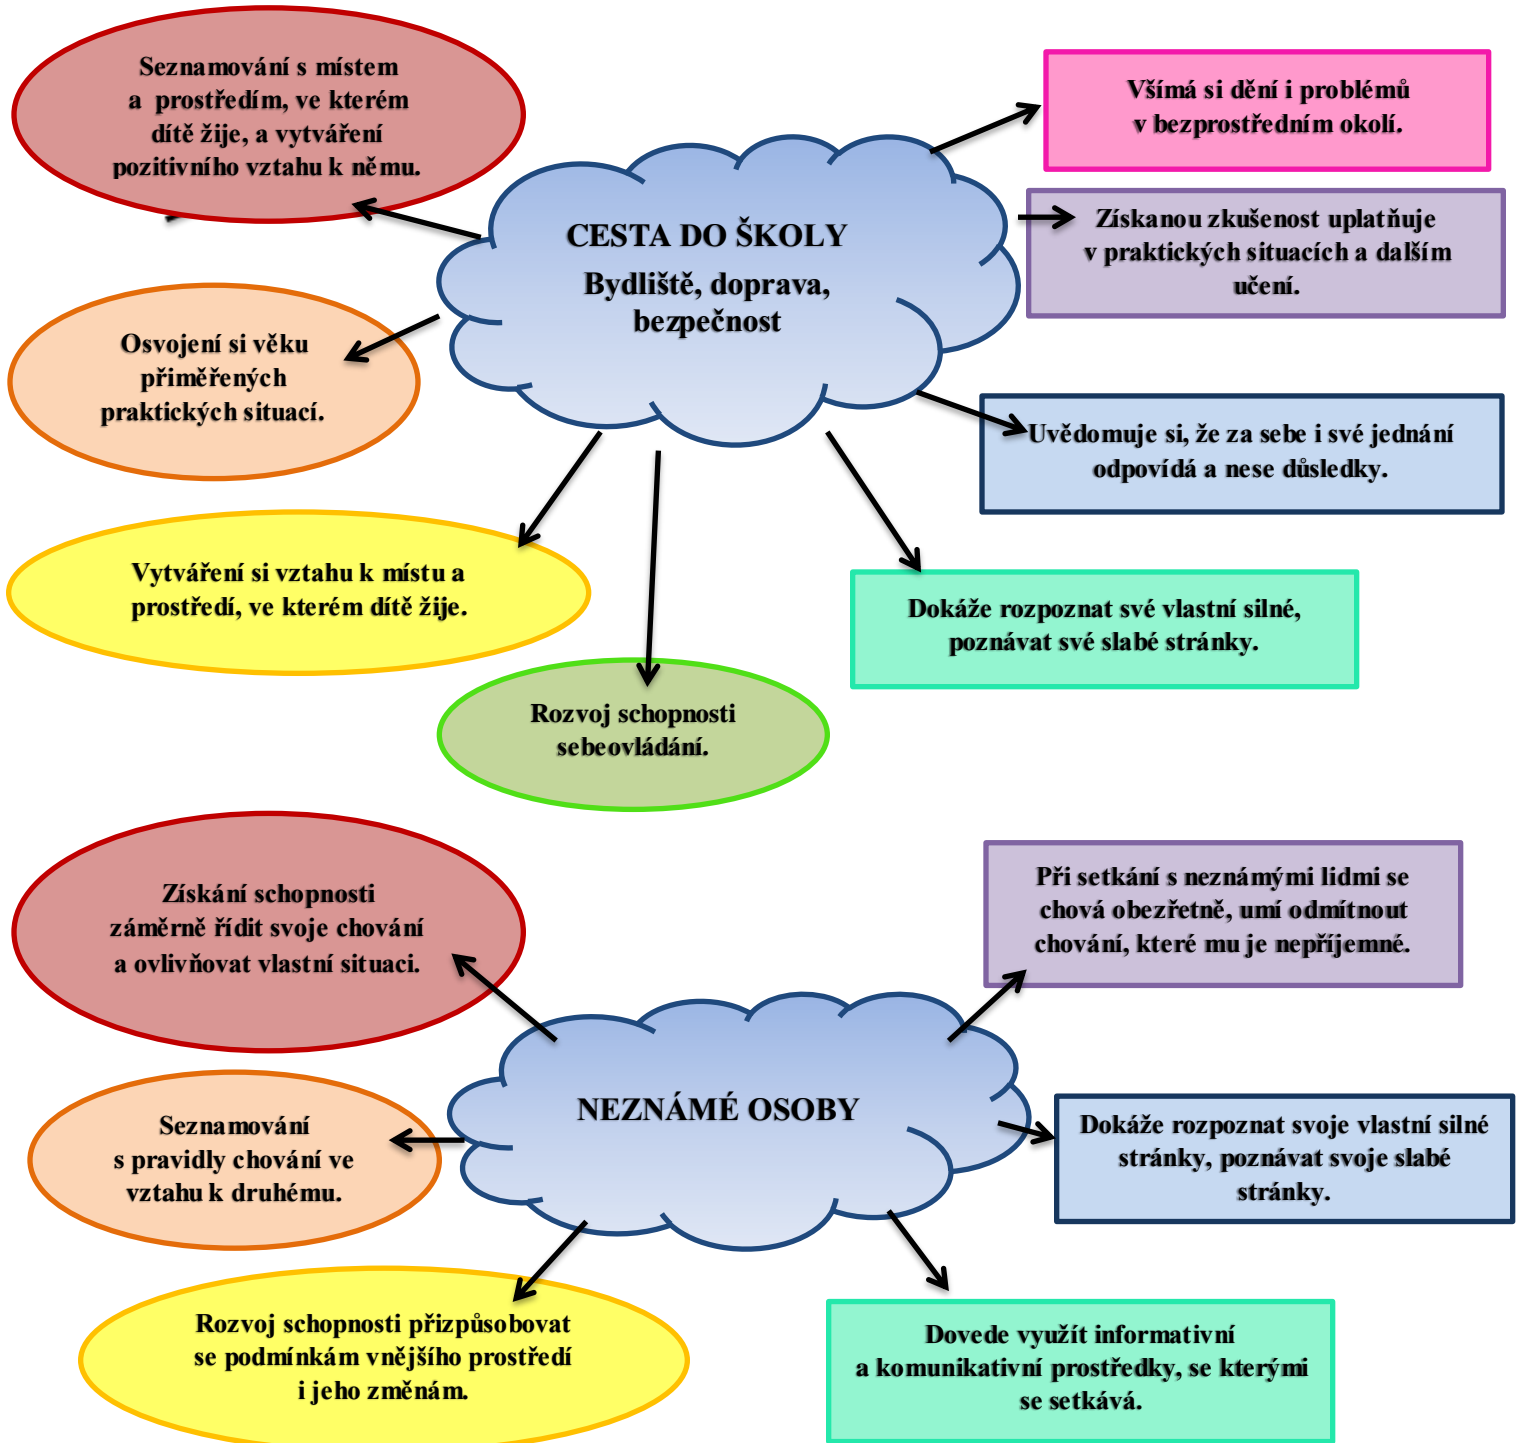 Seznamování s místem
a prostředím, ve kterém
dítě žije, a vytváření
pozitivního vztahu k němu.
Všímá si dění i problémů
v bezprostředním okolí.
CESTA DO ŠKOLY
Bydliště, doprava,
bezpečnost
Získanou zkušenost uplatňuje
v praktických situacích a dalším
učení.
Osvojení si věku
přiměřených
praktických situací.
Uvědomuje si, že za sebe i své jednání
odpovídá a nese důsledky.
Vytváření si vztahu k místu a
prostředí, ve kterém dítě žije.
Dokáže rozpoznat své vlastní silné,
poznávat své slabé stránky.
Rozvoj schopnosti
sebeovládání.
Získání schopnosti
záměrně řídit svoje chování
a ovlivňovat vlastní situaci.
Při setkání s neznámými lidmi se
chová obezřetně, umí odmítnout
chování, které mu je nepříjemné.
NEZNÁMÉ OSOBY
Seznamování
s pravidly chování ve
vztahu k druhému.
Dokáže rozpoznat svoje vlastní silné
stránky, poznávat svoje slabé
stránky.
Rozvoj schopnosti přizpůsobovat
se podmínkám vnějšího prostředí
i jeho změnám.
Dovede využít informativní
a komunikativní prostředky, se kterými
se setkává.